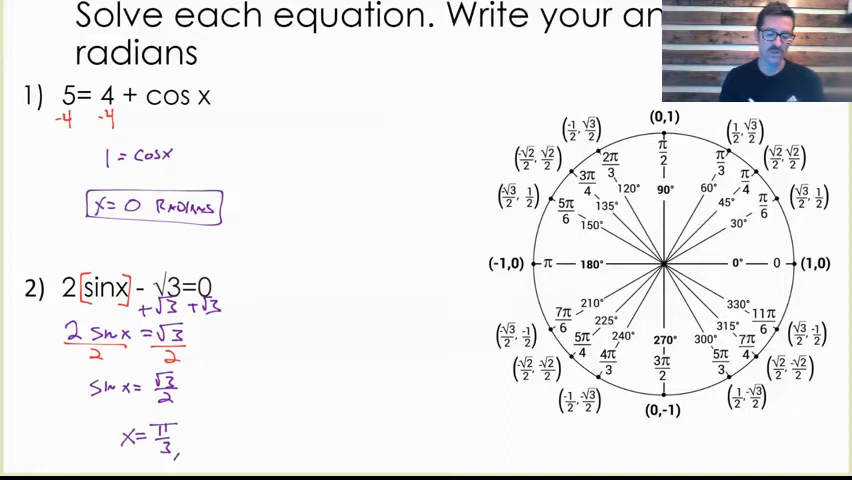 Solve each equation. Write your an
radians
1) 5= 4 + cos x
-4 -4
1 = cosx
x= 0 RADIANS
2) 2[sinx] - √3=0
+√3 +√3
2 sin x = √3
2 2
sin x = √3/2
x= π/3,
(0,1)
(-1/2, √3/2) (1/2, √3/2)
(-√2/2, √2/2) (√2/2, √2/2)
(-√3/2, 1/2) (√3/2, 1/2)
π/2
2π/3 π/3
3π/4 π/4
5π/6 π/6
120° 90° 60°
135° 45°
150° 30°
(-1,0) π 180° 0° 0 (1,0)
210° 330°
225° 315°
240° 270° 300°
7π/6 11π/6
5π/4 7π/4
4π/3 3π/2 5π/3
(-√3/2, -1/2) (√3/2, -1/2)
(-√2/2, -√2/2) (√2/2, -√2/2)
(-1/2, -√3/2) (1/2, -√3/2)
(0,-1)